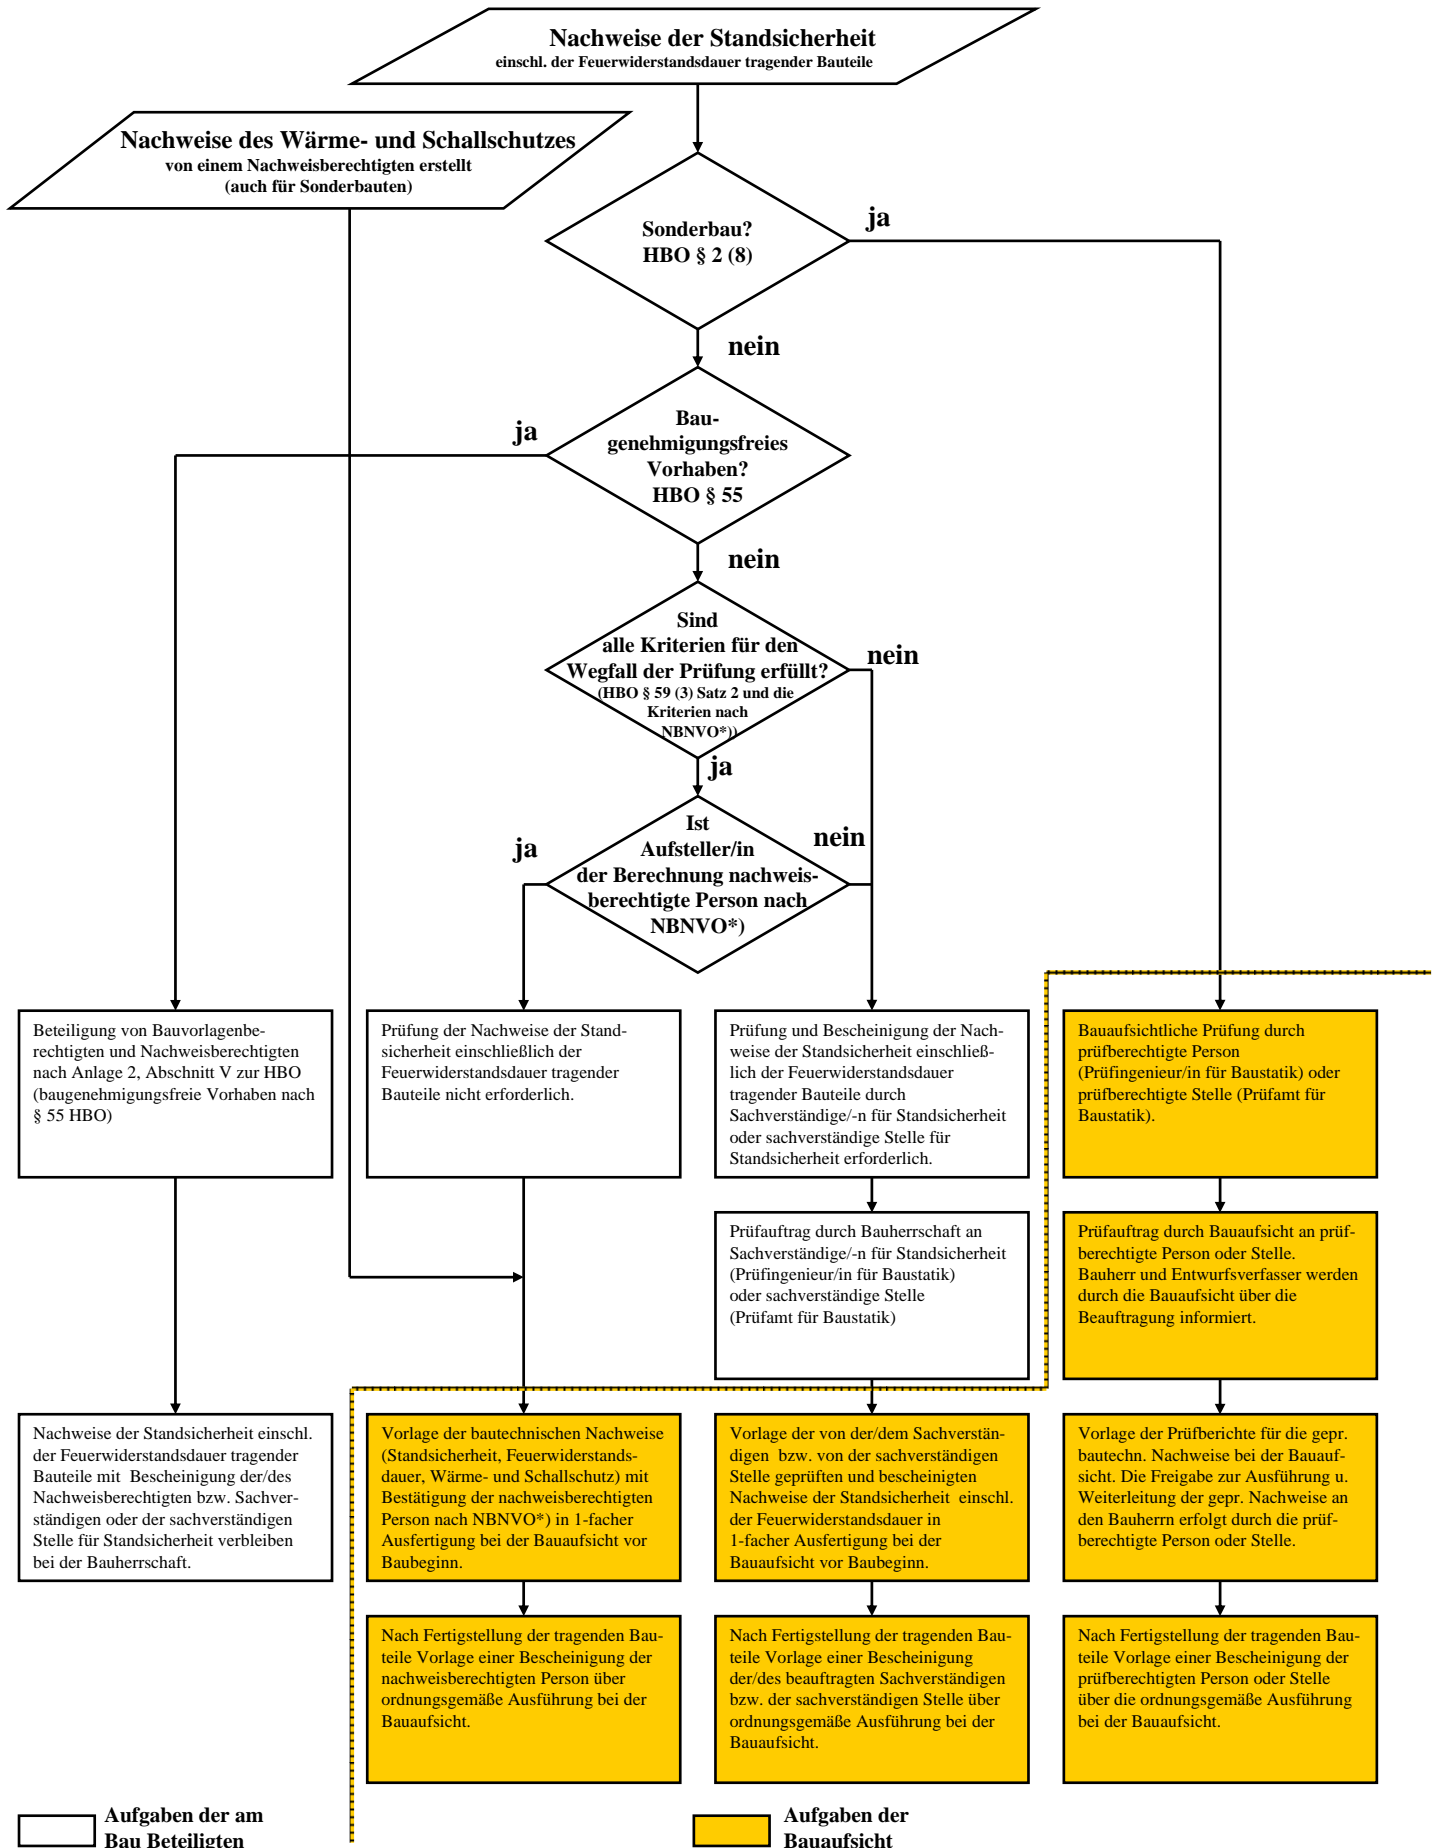 Nachweise der Standsicherheit
einschl. der Feuerwiderstandsdauer tragender Bauteile
Nachweise des Wärme- und Schallschutzes
von einem Nachweisberechtigten erstellt
(auch für Sonderbauten)
Sonderbau?
HBO § 2 (8)
ja
nein
Bau-
genehmigungsfreies
Vorhaben?
HBO § 55
ja
nein
Sind
alle Kriterien für den
Wegfall der Prüfung erfüllt?
(HBO § 59 (3) Satz 2 und die
Kriterien nach
NBNVO*))
nein
ja
Ist
Aufsteller/in
der Berechnung nachweis-
berechtigte Person nach
NBNVO*)
ja
nein
Beteiligung von Bauvorlagenbe-
rechtigten und Nachweisberechtigten
nach Anlage 2, Abschnitt V zur HBO
(baugenehmigungsfreie Vorhaben nach
§ 55 HBO)
Prüfung der Nachweise der Stand-
sicherheit einschließlich der
Feuerwiderstandsdauer tragender
Bauteile nicht erforderlich.
Prüfung und Bescheinigung der Nach-
weise der Standsicherheit einschließ-
lich der Feuerwiderstandsdauer
tragender Bauteile durch
Sachverständige/-n für Standsicherheit
oder sachverständige Stelle für
Standsicherheit erforderlich.
Bauaufsichtliche Prüfung durch
prüfberechtigte Person
(Prüfingenieur/in für Baustatik) oder
prüfberechtigte Stelle (Prüfamt für
Baustatik).
Prüfauftrag durch Bauherrschaft an
Sachverständige/-n für Standsicherheit
(Prüfingenieur/in für Baustatik)
oder sachverständige Stelle
(Prüfamt für Baustatik)
Prüfauftrag durch Bauaufsicht an prüf-
berechtigte Person oder Stelle.
Bauherr und Entwurfsverfasser werden
durch die Bauaufsicht über die
Beauftragung informiert.
Nachweise der Standsicherheit einschl.
der Feuerwiderstandsdauer tragender
Bauteile mit Bescheinigung der/des
Nachweisberechtigten bzw. Sachver-
ständigen oder der sachverständigen
Stelle für Standsicherheit verbleiben
bei der Bauherrschaft.
Vorlage der bautechnischen Nachweise
(Standsicherheit, Feuerwiderstands-
dauer, Wärme- und Schallschutz) mit
Bestätigung der nachweisberechtigten
Person nach NBNVO*) in 1-facher
Ausfertigung bei der Bauaufsicht vor
Baubeginn.
Vorlage der von der/dem Sachverstän-
digen bzw. von der sachverständigen
Stelle geprüften und bescheinigten
Nachweise der Standsicherheit einschl.
der Feuerwiderstandsdauer in
1-facher Ausfertigung bei der
Bauaufsicht vor Baubeginn.
Vorlage der Prüfberichte für die gepr.
bautechn. Nachweise bei der Bauauf-
sicht. Die Freigabe zur Ausführung u.
Weiterleitung der gepr. Nachweise an
den Bauherrn erfolgt durch die prüf-
berechtigte Person oder Stelle.
Nach Fertigstellung der tragenden Bau-
teile Vorlage einer Bescheinigung der
nachweisberechtigten Person über
ordnungsgemäße Ausführung bei der
Bauaufsicht.
Nach Fertigstellung der tragenden Bau-
teile Vorlage einer Bescheinigung
der/des beauftragten Sachverständigen
bzw. der sachverständigen Stelle über
ordnungsgemäße Ausführung bei der
Bauaufsicht.
Nach Fertigstellung der tragenden Bau-
teile Vorlage einer Bescheinigung der
prüfberechtigten Person oder Stelle
über die ordnungsgemäße Ausführung
bei der Bauaufsicht.
Aufgaben der am
Bau Beteiligten
Aufgaben der
Bauaufsicht